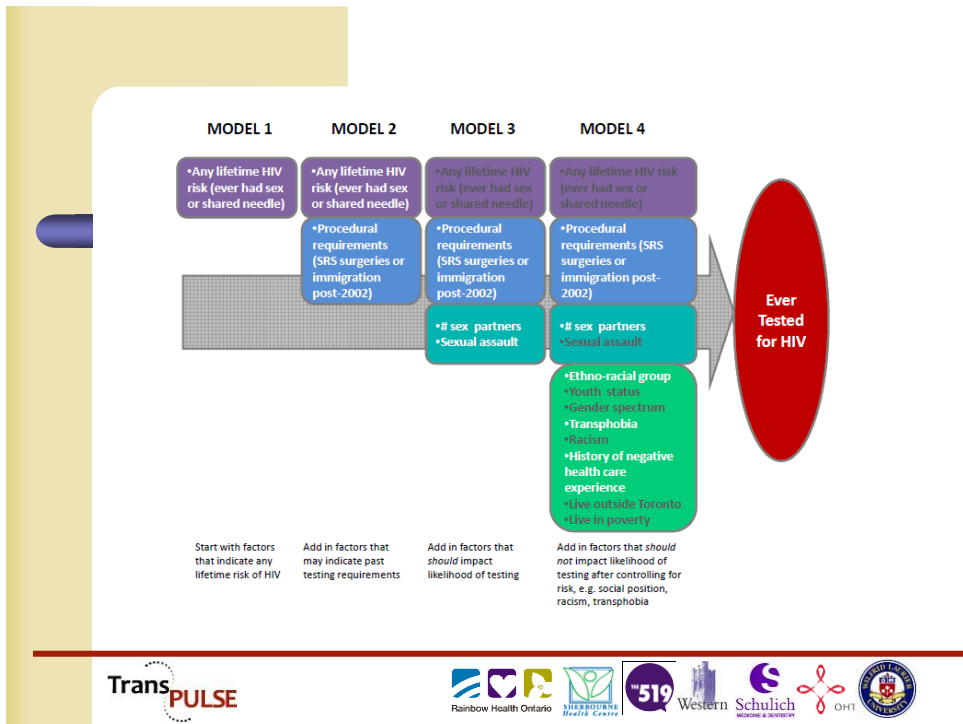 MODEL 1
MODEL 2
MODEL 3
MODEL 4
•Any lifetime HIV
risk (ever had sex
or shared needle)
•Any lifetime HIV
risk (ever had sex
or shared needle)
•Any lifetime HIV
risk (ever had sex
or shared needle)
•Any lifetime HIV risk
(ever had sex or
shared needle)
•Procedural
requirements
(SRS surgeries or
immigration
post-2002)
•Procedural
requirements
(SRS surgeries or
immigration
post-2002)
•Procedural
requirements (SRS
surgeries or
immigration post-
2002)
•# sex partners
•Sexual assault
•# sex partners
•Sexual assault
•Ethno-racial group
•Youth status
•Gender spectrum
•Transphobia
•Racism
•History of negative
health care
experience
•Live outside Toronto
•Live in poverty
Ever
Tested
for HIV
Start with factors
that indicate any
lifetime risk of HIV
Add in factors that
may indicate past
testing requirements
Add in factors that
should impact
likelihood of testing
Add in factors that should
not impact likelihood of
testing after controlling for
risk, e.g. social position,
racism, transphobia
Trans
PULSE
Rainbow Health Ontario
SHERBOURNE
Health Centre
THE 519
Western
Schulich
MEDICINE & DENTISTRY
OHT
WILFRID LAURIER
UNIVERSITY